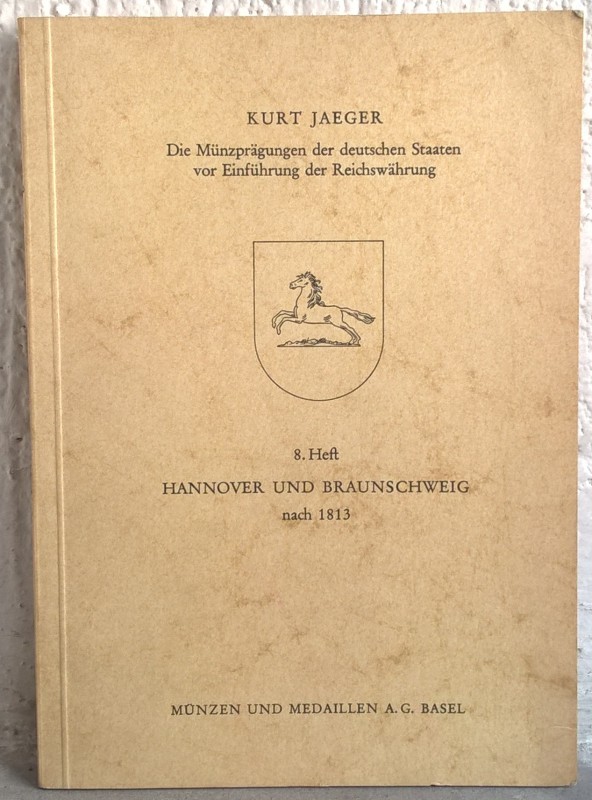 KURT JAEGER
Die Münzprägungen der deutschen Staaten
vor Einführung der Reichswährung
8. Heft
HANNOVER UND BRAUNSCHWEIG
nach 1813
MÜNZEN UND MEDAILLEN A.G. BASEL